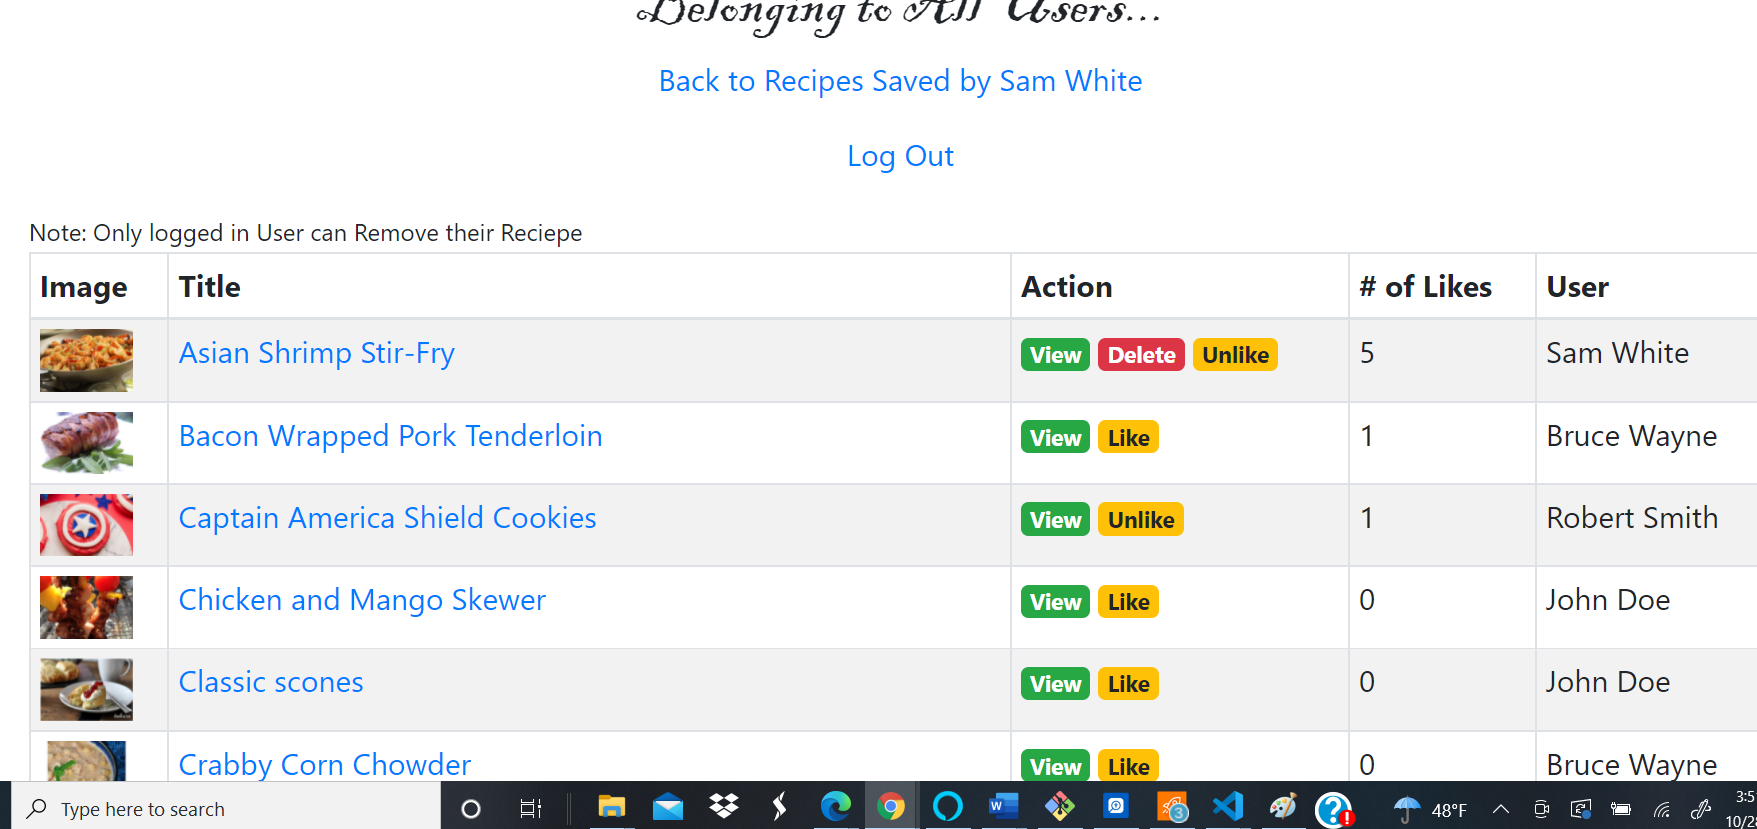 Belonging to All Users...
Back to Recipes Saved by Sam White
Log Out
Note: Only logged in User can Remove their Reciepe
Image Title Action # of Likes User
Asian Shrimp Stir-Fry View Delete Unlike 5 Sam White
Bacon Wrapped Pork Tenderloin View Like 1 Bruce Wayne
Captain America Shield Cookies View Unlike 1 Robert Smith
Chicken and Mango Skewer View Like 0 John Doe
Classic scones View Like 0 John Doe
Crabby Corn Chowder View Like 0 Bruce Wayne
Type here to search 48°F